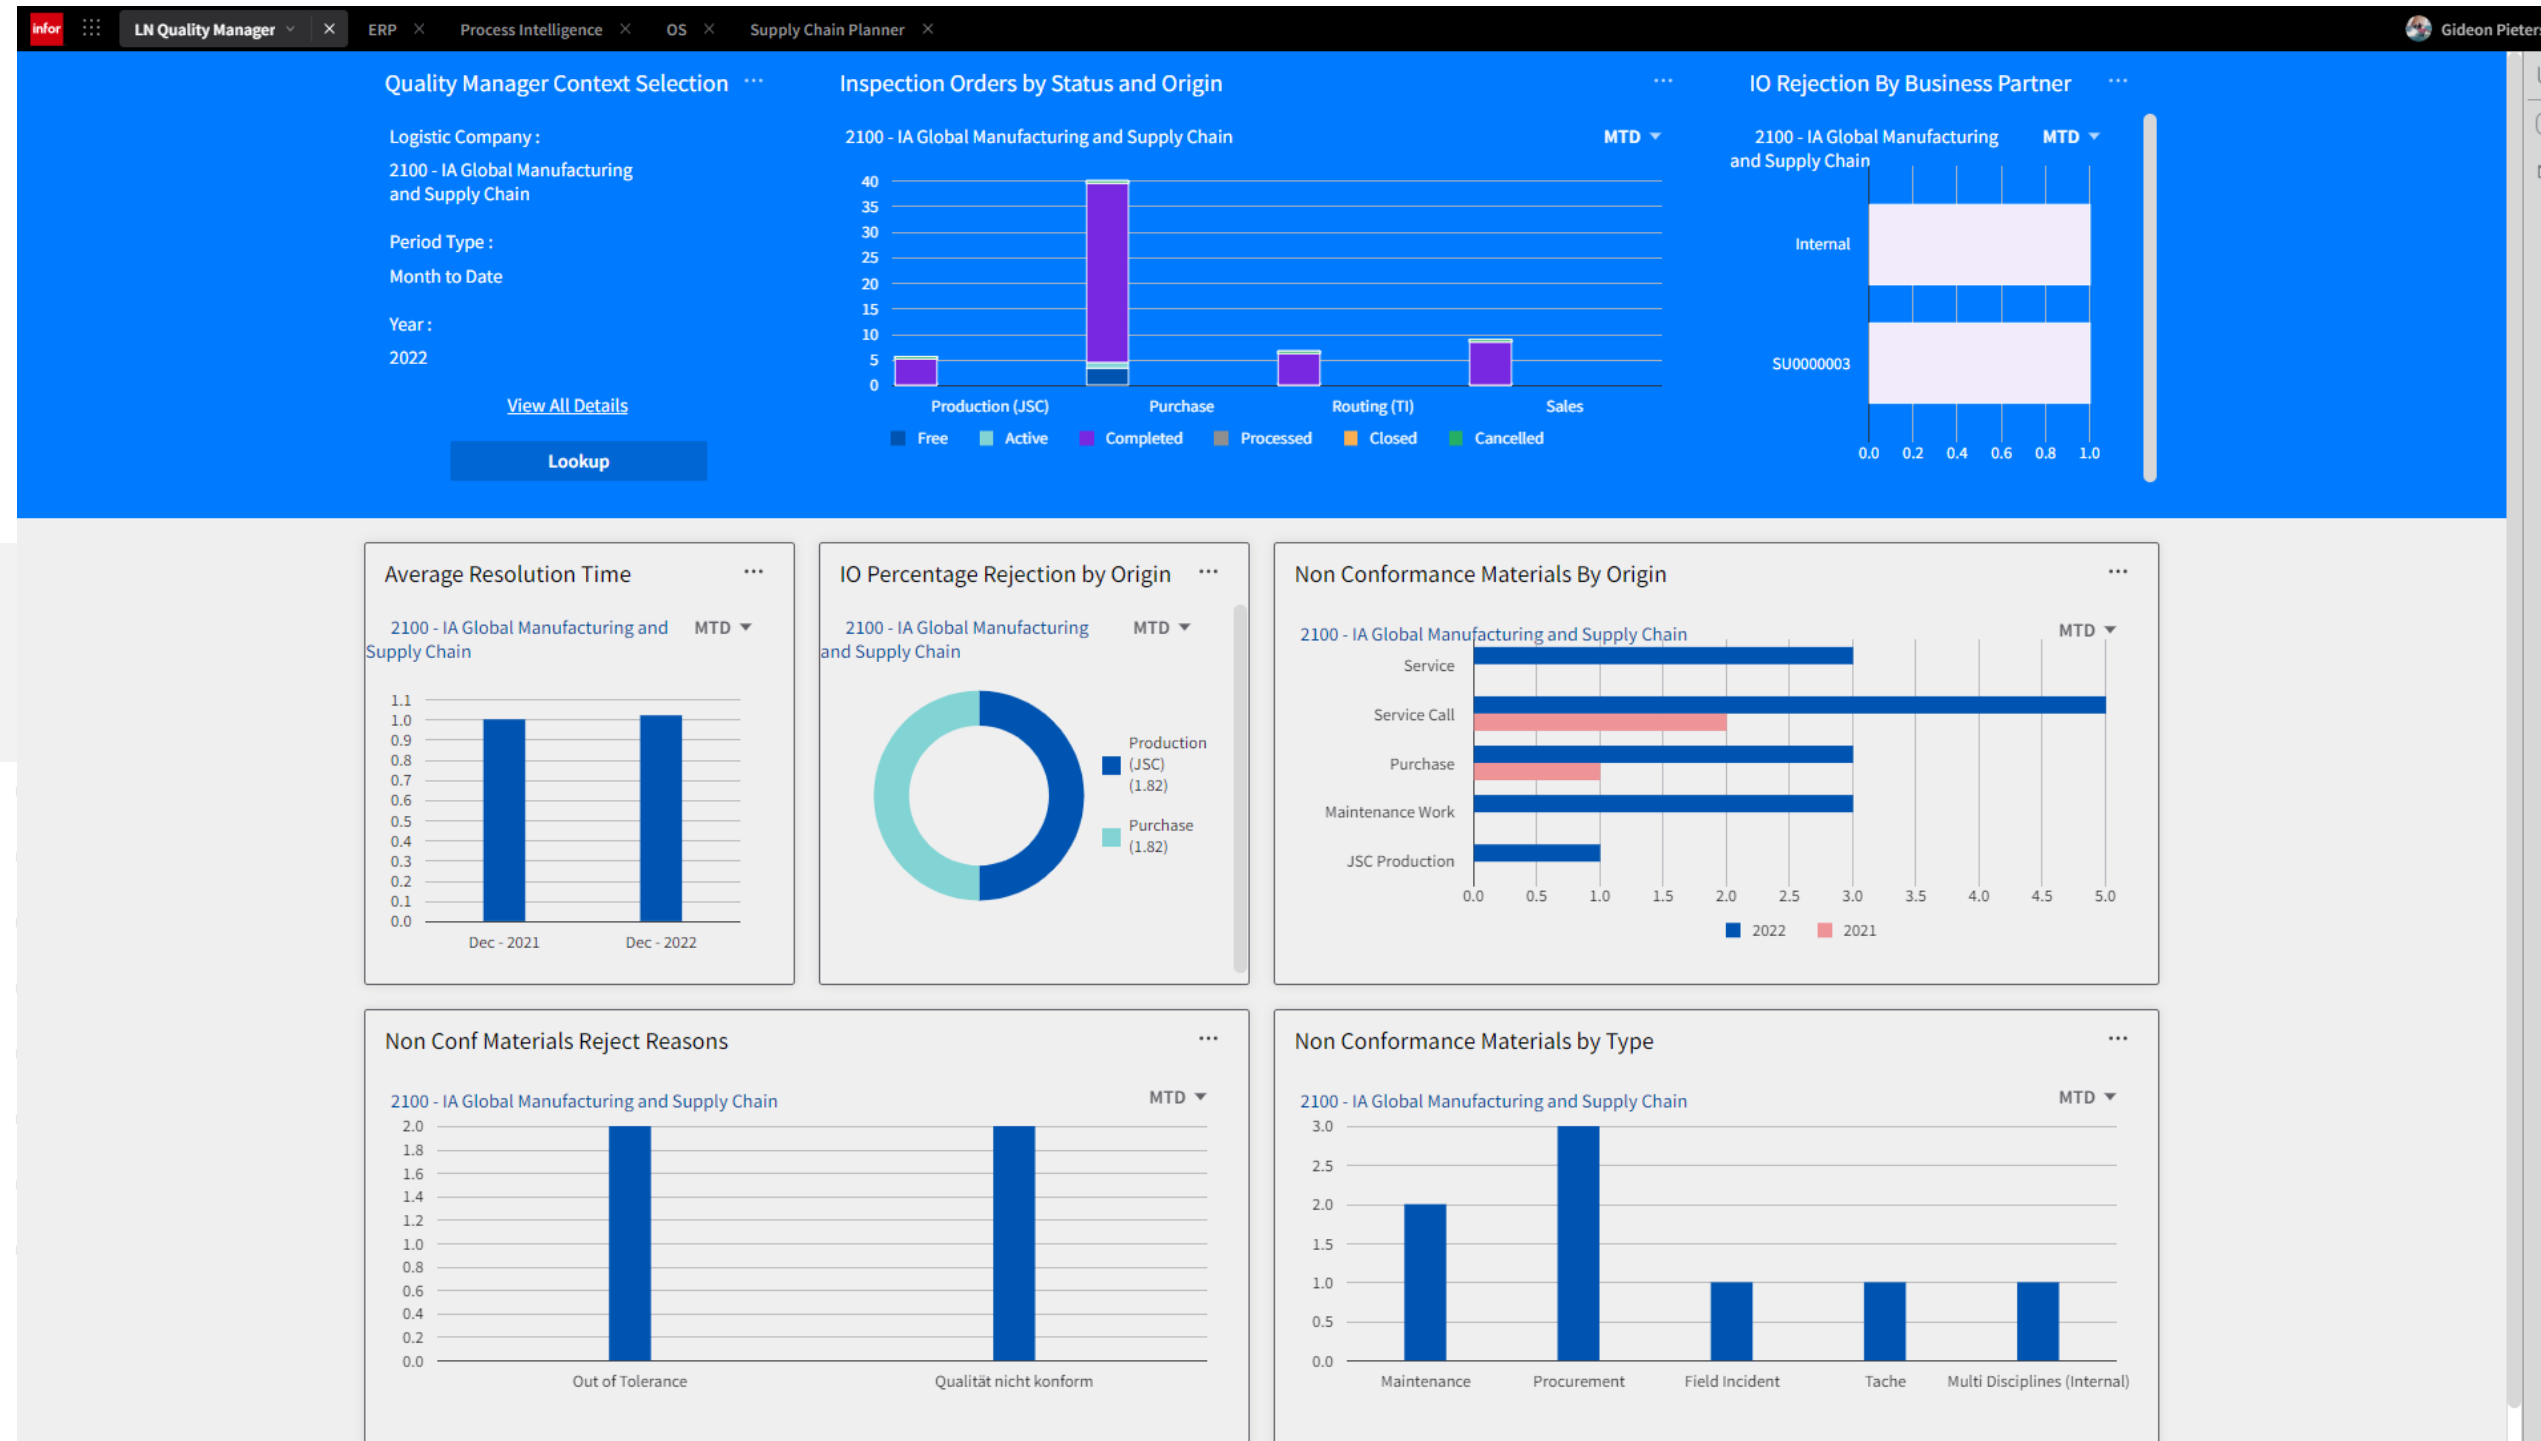 infor
LN Quality Manager
ERP
Process Intelligence
OS
Supply Chain Planner
Gideon Pieters
Quality Manager Context Selection
Logistic Company :
2100 - IA Global Manufacturing
and Supply Chain
Period Type :
Month to Date
Year :
2022
View All Details
Lookup
Inspection Orders by Status and Origin
2100 - IA Global Manufacturing and Supply Chain
MTD
40
35
30
25
20
15
10
5
0
Production (JSC) Purchase Routing (TI) Sales
Free Active Completed Processed Closed Cancelled
IO Rejection By Business Partner
2100 - IA Global Manufacturing
and Supply Chain
MTD
Internal
SU0000003
0.0 0.2 0.4 0.6 0.8 1.0
Average Resolution Time
2100 - IA Global Manufacturing and
Supply Chain
MTD
1.1
1.0
0.9
0.8
0.7
0.6
0.5
0.4
0.3
0.2
0.1
0.0
Dec - 2021 Dec - 2022
IO Percentage Rejection by Origin
2100 - IA Global Manufacturing
and Supply Chain
MTD
Production
(JSC)
(1.82)
Purchase
(1.82)
Non Conformance Materials By Origin
2100 - IA Global Manufacturing and Supply Chain
MTD
Service
Service Call
Purchase
Maintenance Work
JSC Production
0.0 0.5 1.0 1.5 2.0 2.5 3.0 3.5 4.0 4.5 5.0
2022 2021
Non Conf Materials Reject Reasons
2100 - IA Global Manufacturing and Supply Chain
MTD
2.0
1.8
1.6
1.4
1.2
1.0
0.8
0.6
0.4
0.2
0.0
Out of Tolerance Qualität nicht konform
Non Conformance Materials by Type
2100 - IA Global Manufacturing and Supply Chain
MTD
3.0
2.5
2.0
1.5
1.0
0.5
0.0
Maintenance Procurement Field Incident Tache Multi Disciplines (Internal)